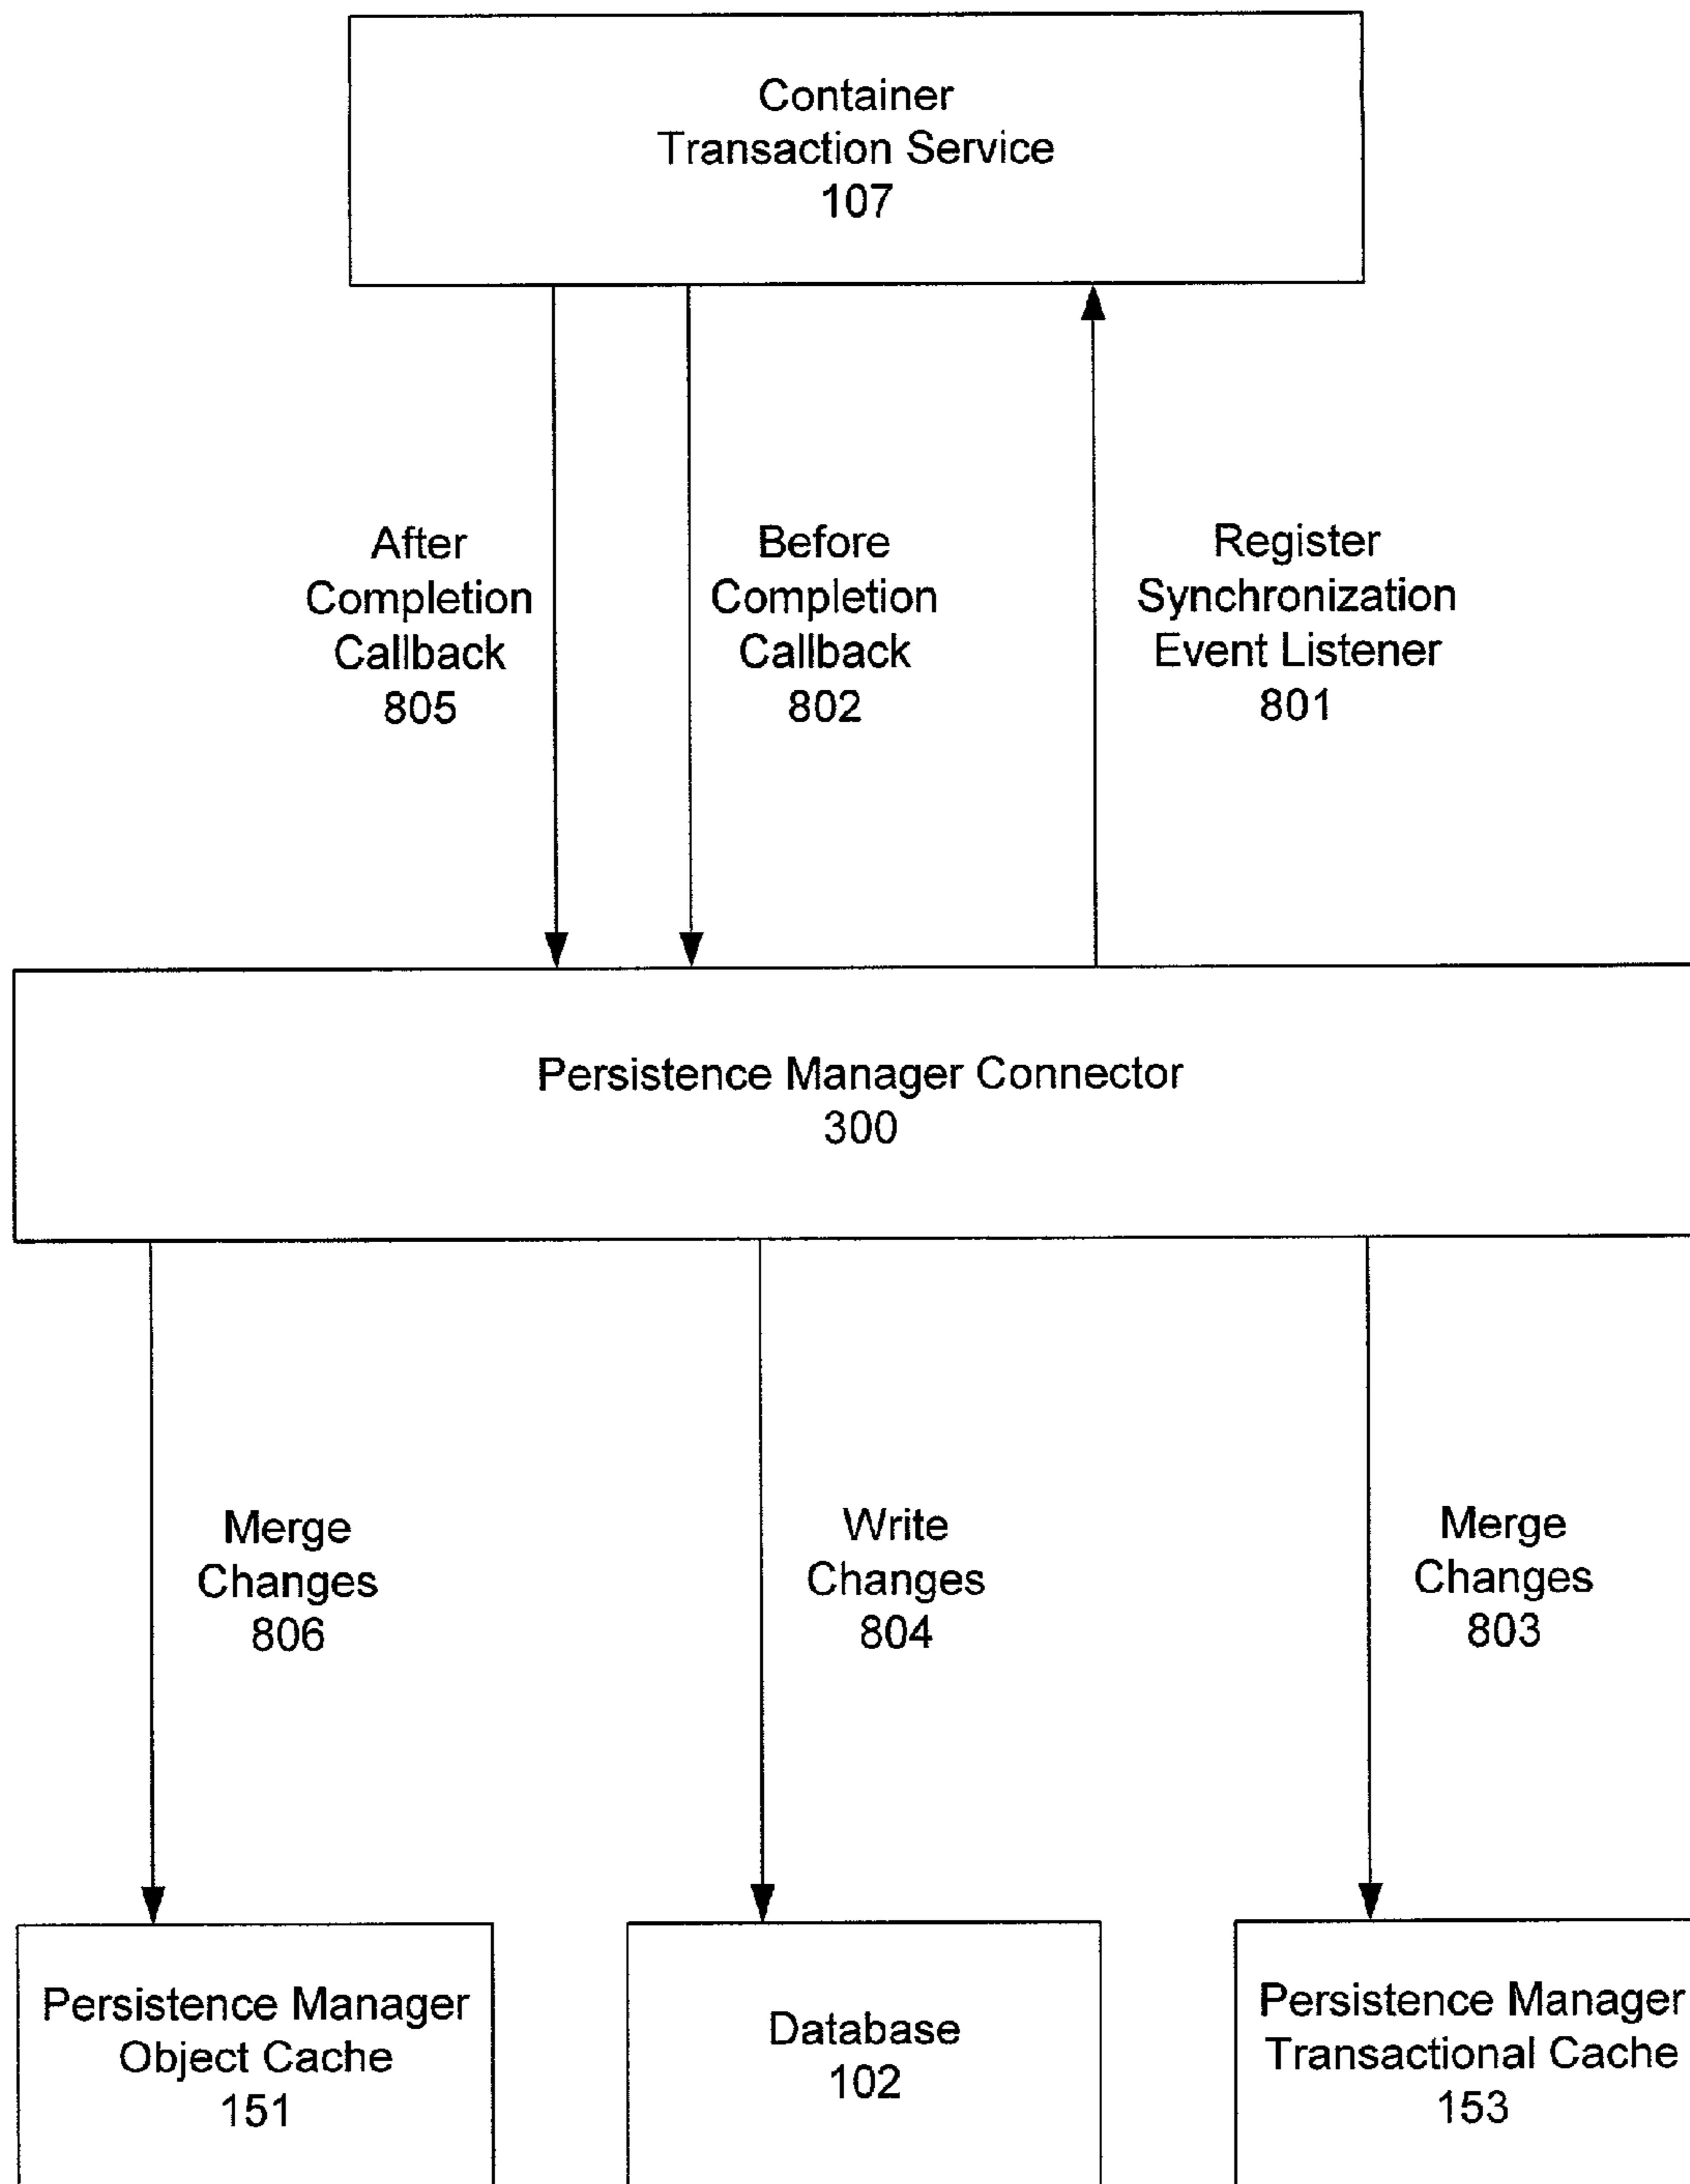 Container
Transaction Service
107
After
Completion
Callback
805
Before
Completion
Callback
802
Register
Synchronization
Event Listener
801
Persistence Manager Connector
300
Merge
Changes
806
Write
Changes
804
Merge
Changes
803
Persistence Manager
Object Cache
151
Database
102
Persistence Manager
Transactional Cache
153